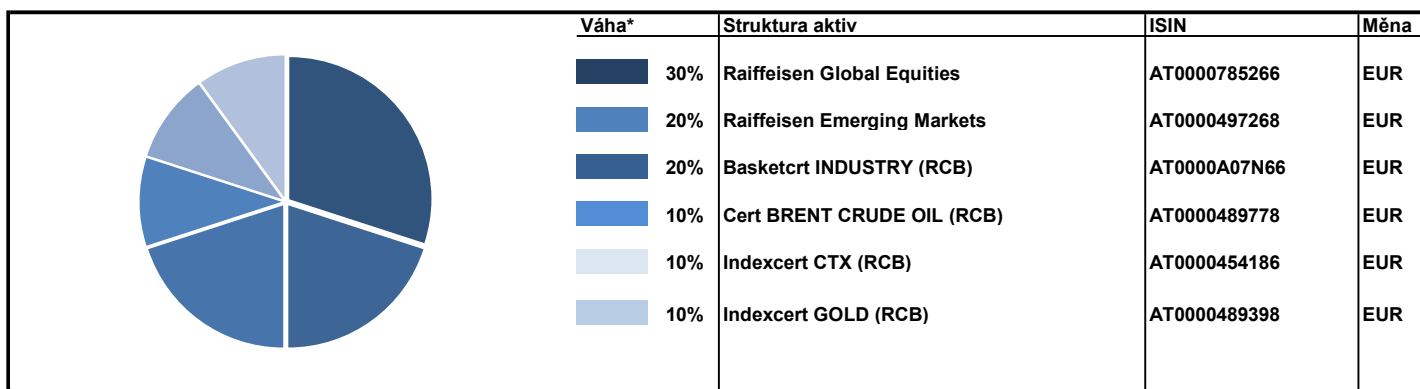 Váha* Struktura aktiv ISIN Měna
30% Raiffeisen Global Equities AT0000785266 EUR
20% Raiffeisen Emerging Markets AT0000497268 EUR
20% Basketcrt INDUSTRY (RCB) AT0000A07N66 EUR
10% Cert BRENT CRUDE OIL (RCB) AT0000489778 EUR
10% Indexcert CTX (RCB) AT0000454186 EUR
10% Indexcert GOLD (RCB) AT0000489398 EUR